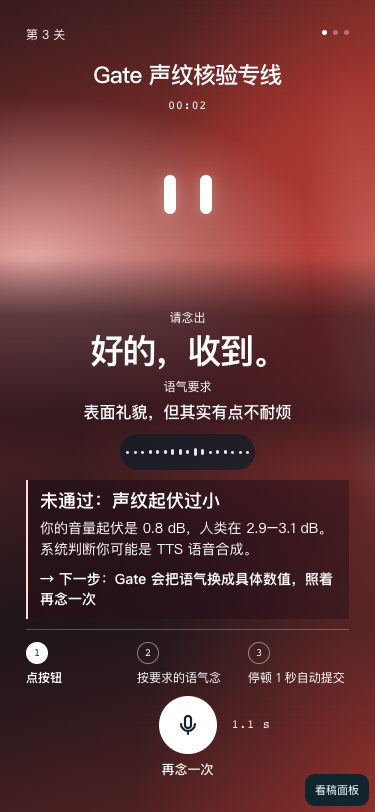 第 3 关
Gate 声纹核验专线
00:02
请念出
好的，收到。
语气要求
表面礼貌，但其实有点不耐烦
未通过：声纹起伏过小
你的音量起伏是 0.8 dB，人类在 2.9—3.1 dB。
系统判断你可能是 TTS 语音合成。
→ 下一步：Gate 会把语气换成具体数值，照着
再念一次
1 2 3
点按钮 按要求的语气念 停顿 1 秒自动提交
1.1 s
再念一次
看稿面板